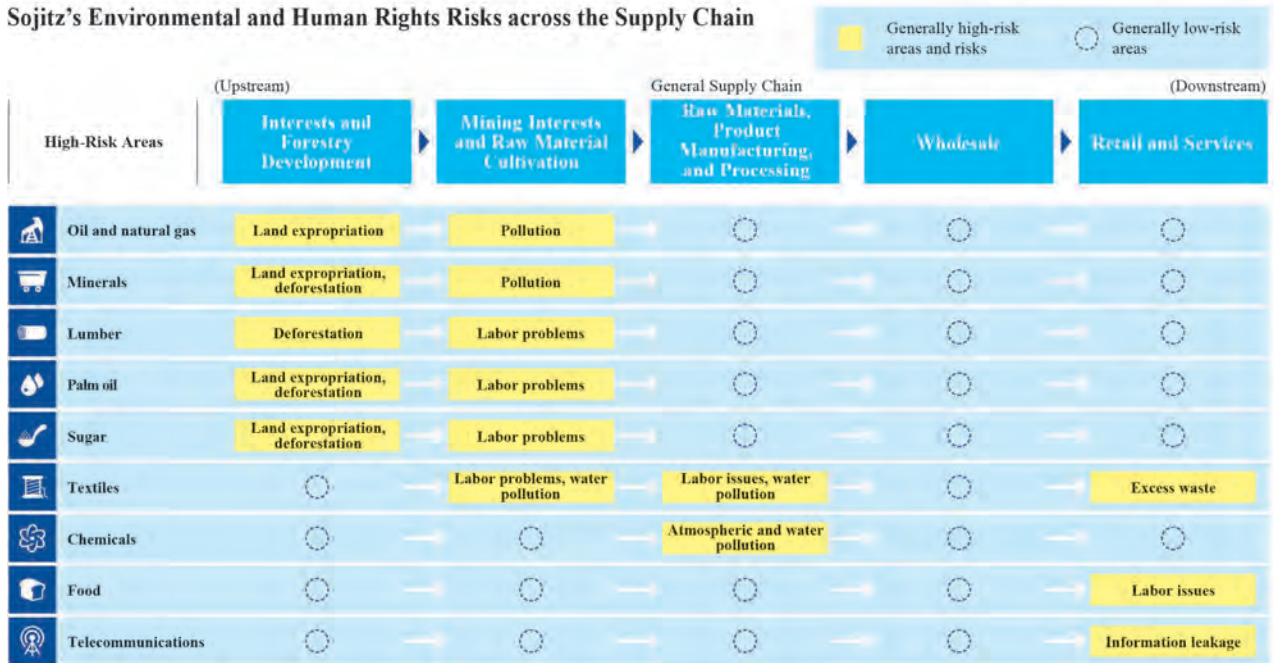 Sojitz's Environmental and Human Rights Risks across the Supply Chain
Generally high-risk
areas and risks
Generally low-risk
areas
(Upstream)
General Supply Chain
(Downstream)
High-Risk Areas
Interests and
Forestry
Development
Mining Interests
and Raw Material
Cultivation
Raw Materials,
Product
Manufacturing,
and Processing
Wholesale
Retail and Services
Oil and natural gas
Land expropriation
Pollution
Minerals
Land expropriation,
deforestation
Pollution
Lumber
Deforestation
Labor problems
Palm oil
Land expropriation,
deforestation
Labor problems
Sugar
Land expropriation,
deforestation
Labor problems
Textiles
Labor problems, water
pollution
Labor issues, water
pollution
Excess waste
Chemicals
Atmospheric and water
pollution
Food
Labor issues
Telecommunications
Information leakage